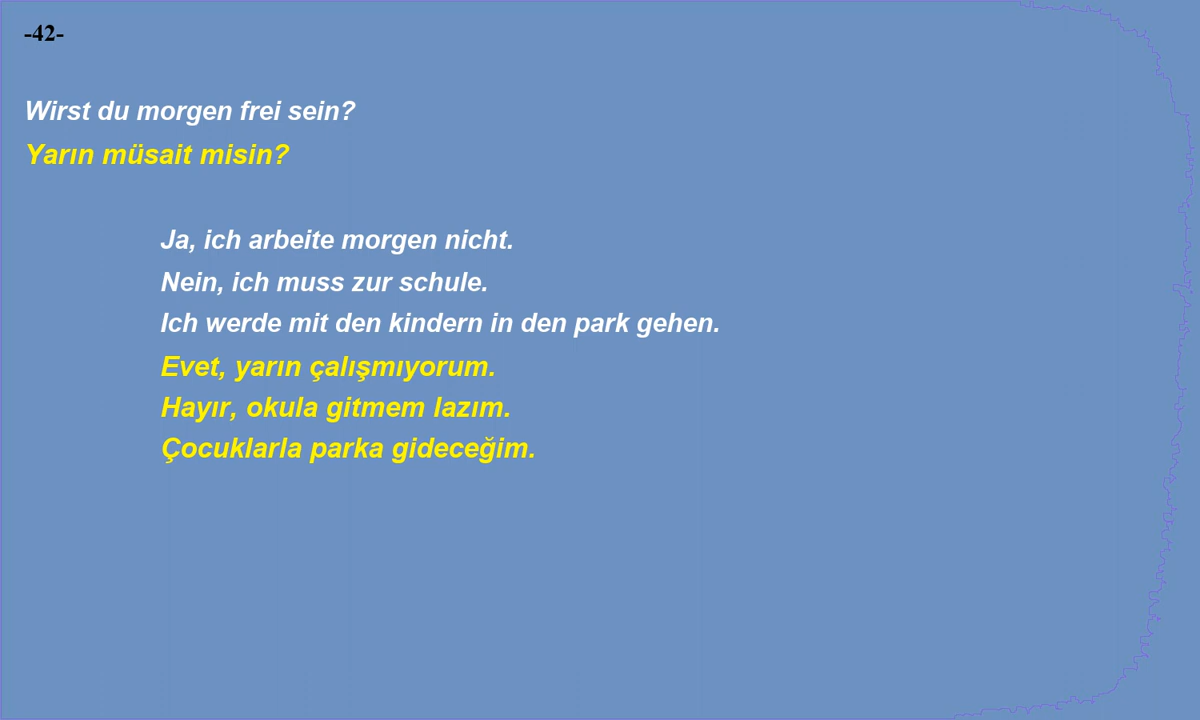 -42-
Wirst du morgen frei sein?
Yarın müsait misin?
Ja, ich arbeite morgen nicht.
Nein, ich muss zur schule.
Ich werde mit den kindern in den park gehen.
Evet, yarın çalışmıyorum.
Hayır, okula gitmem lazım.
Çocuklarla parka gideceğim.